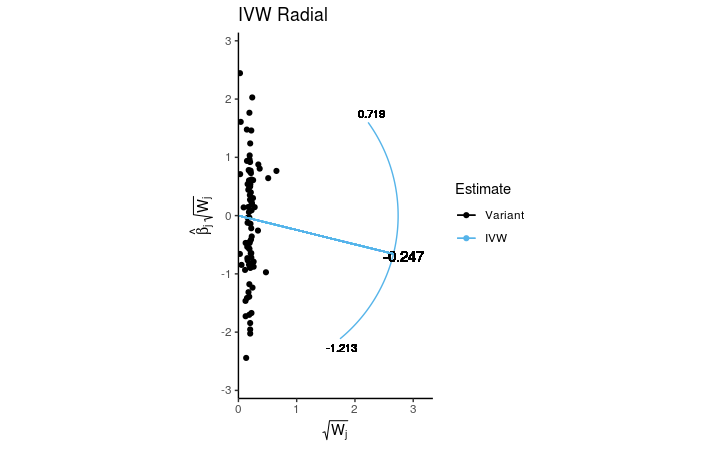 IVW Radial
3
2
1
0
-1
-2
-3
β̂j√Wj
0.719
-0.247
-1.213
0
1
2
3
√Wj
Estimate
Variant
IVW